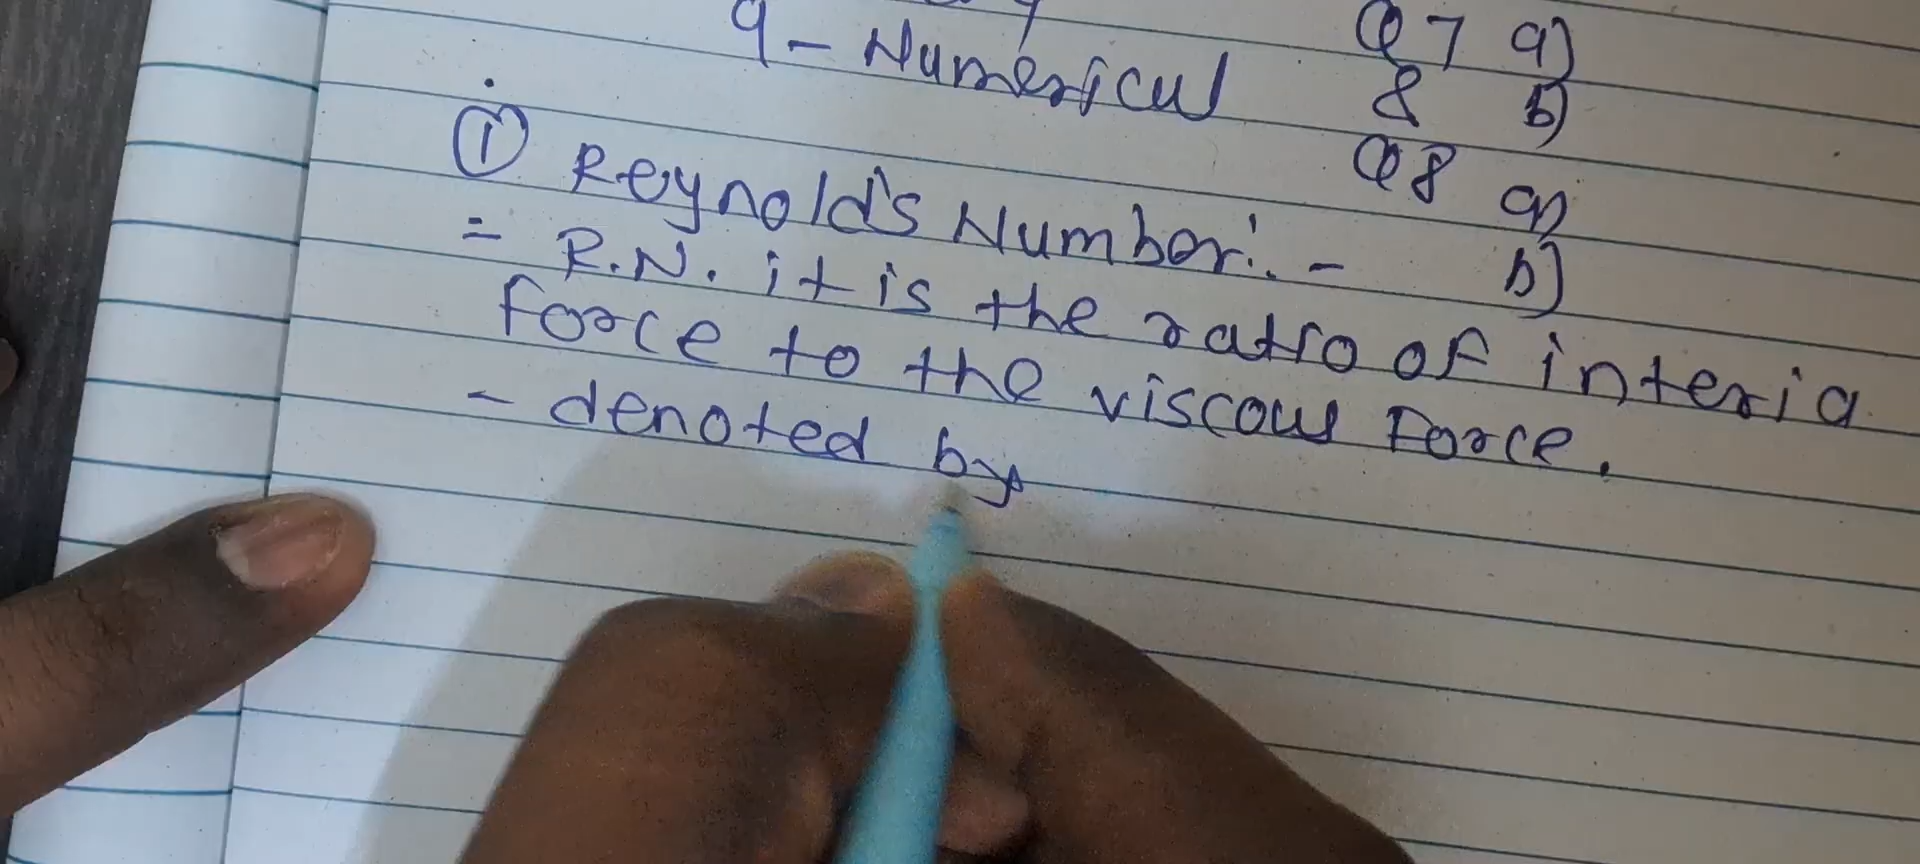 9 - Numerical
Q7 a)
& b)
Q8 a)
b)
① Reynold's Number:-
= R.N. it is the ratio of interia
force to the viscous Force.
- denoted by